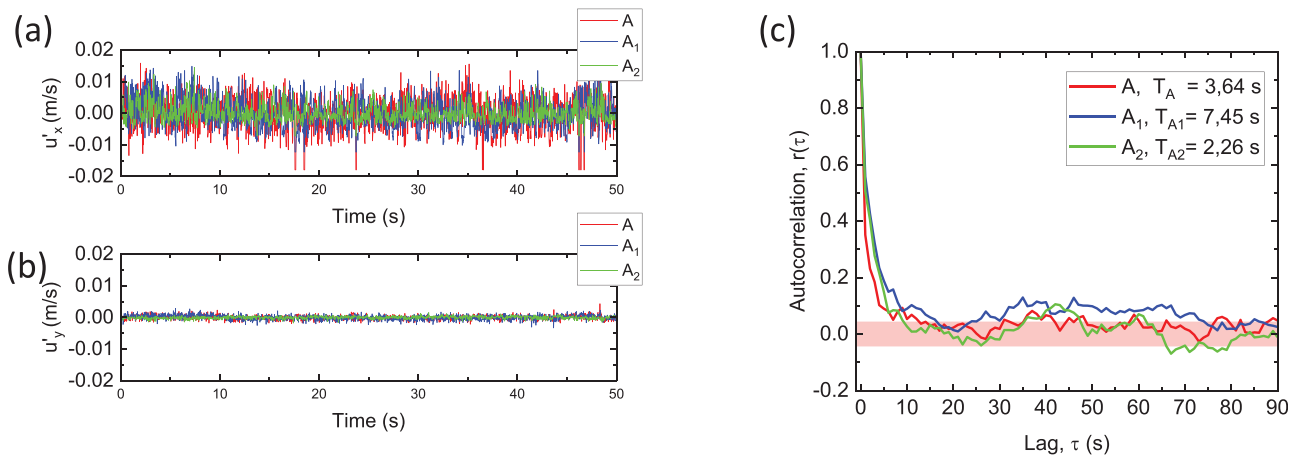 (a)
A
A1
A2
0.02
0.01
0.00
-0.01
-0.02
u'x (m/s)
0 10 20 30 40 50
Time (s)
(b)
A
A1
A2
0.02
0.01
0.00
-0.01
-0.02
u'y (m/s)
0 10 20 30 40 50
Time (s)
(c)
A, TA = 3,64 s
A1, TA1= 7,45 s
A2, TA2= 2,26 s
1.0
0.8
0.6
0.4
0.2
0.0
-0.2
Autocorrelation, r(τ)
0 10 20 30 40 50 60 70 80 90
Lag, τ (s)